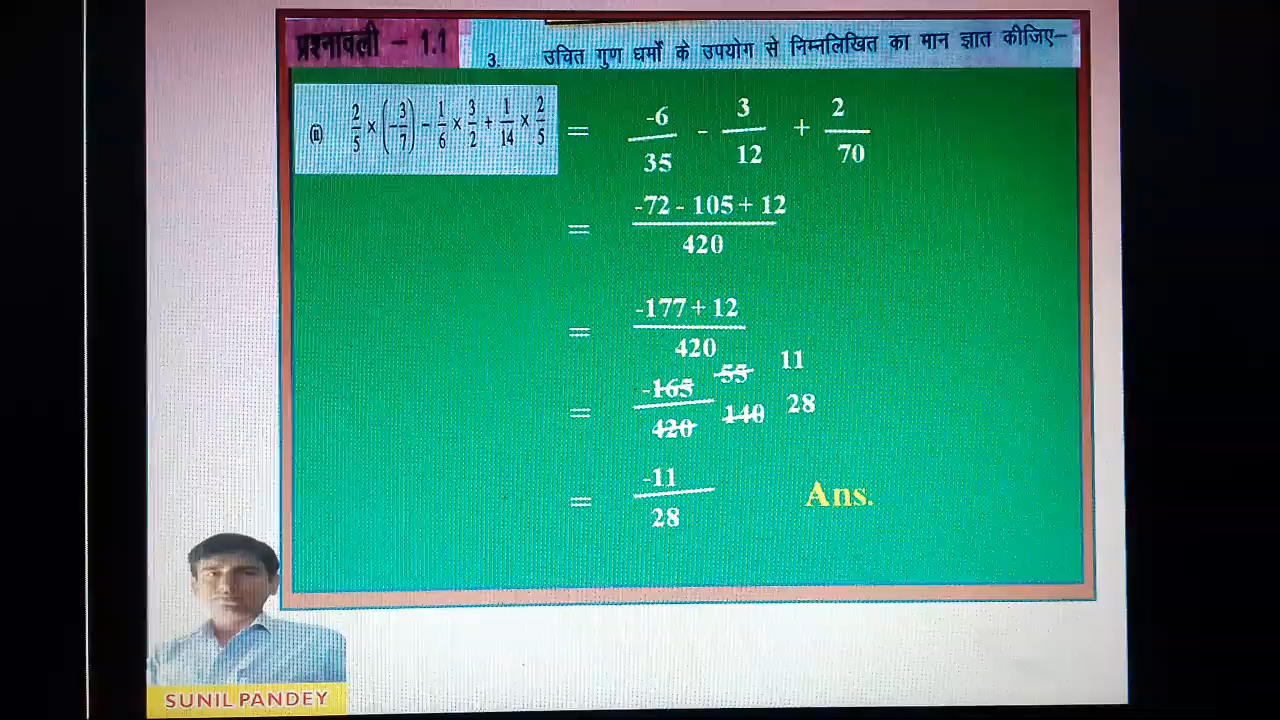 प्रश्नावली – 1.1
3. उचित गुण धर्मों के उपयोग से निम्नलिखित का मान ज्ञात कीजिए–
(ii) 2/5 × (-3/7) - 1/6 × 3/2 + 1/14 × 2/5 = -6/35 - 3/12 + 2/70
= -72 - 105 + 12 / 420
= -177 + 12 / 420
= -165/420 55/140 11/28
= -11/28 Ans.
SUNIL PANDEY